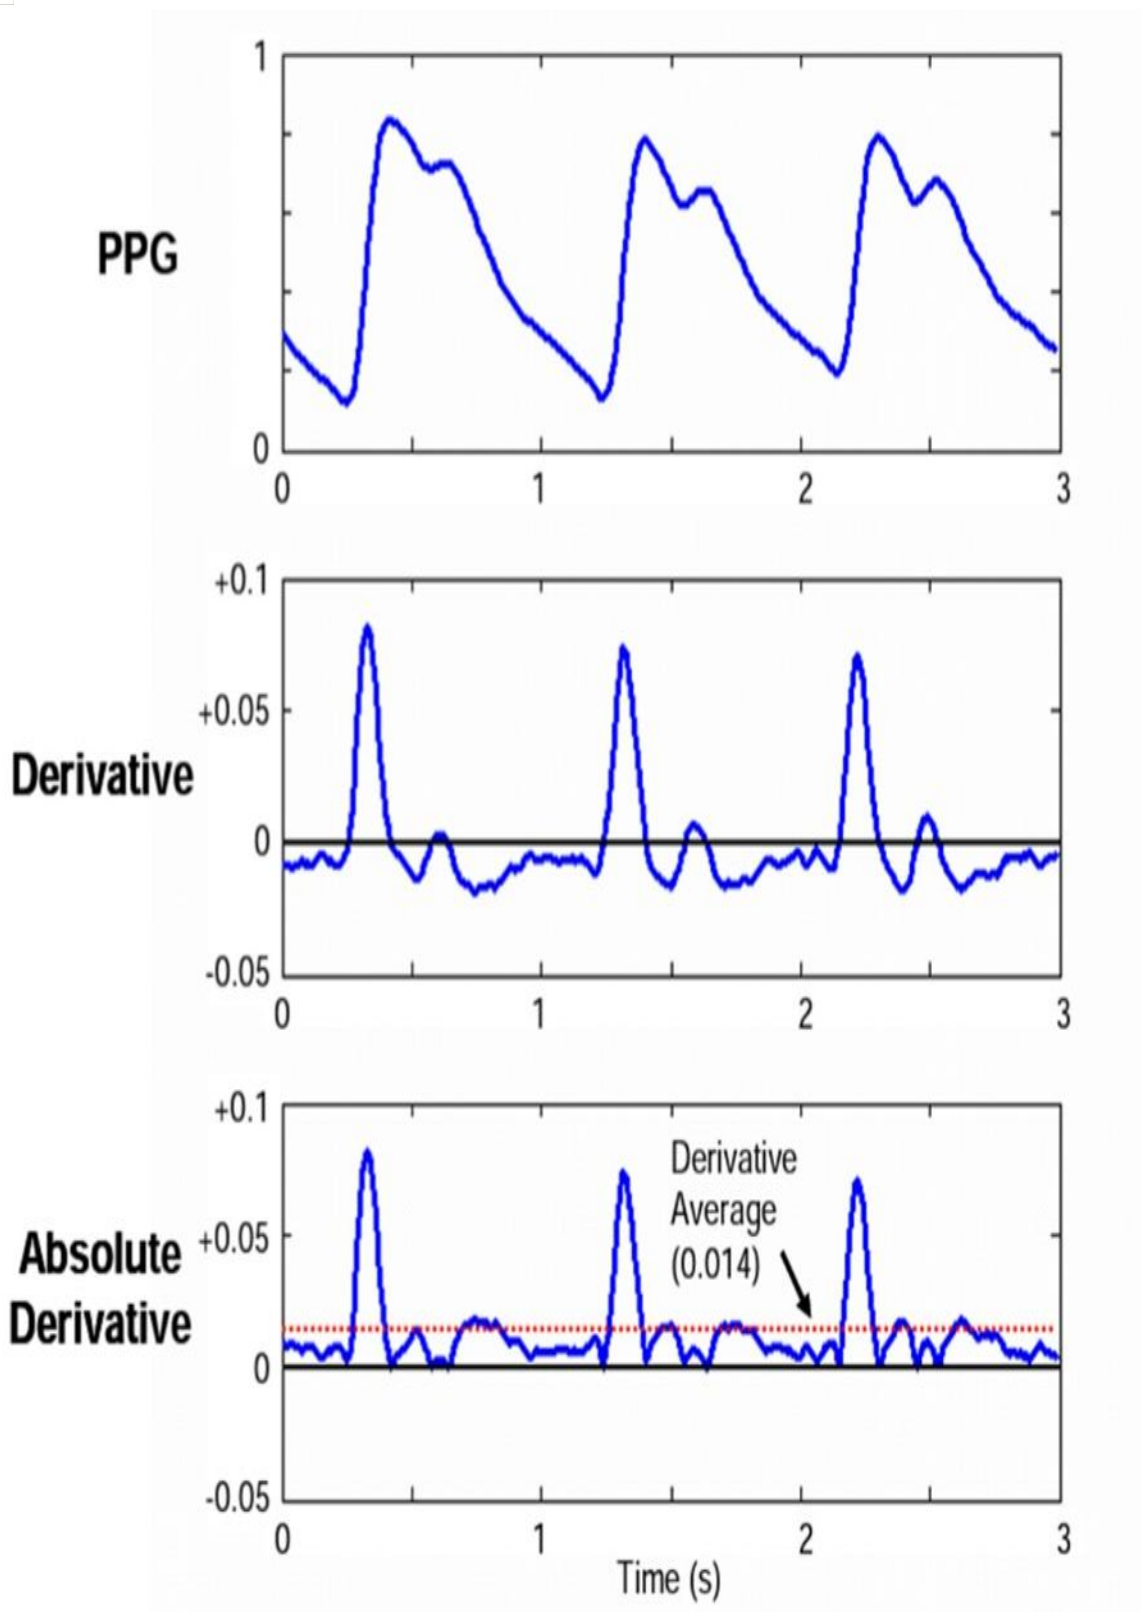 1
PPG
0
0 1 2 3
+0.1
+0.05
Derivative
0
-0.05
0 1 2 3
+0.1
Derivative
Average
(0.014)
+0.05
Absolute
Derivative
0
-0.05
0 1 2 3
Time (s)